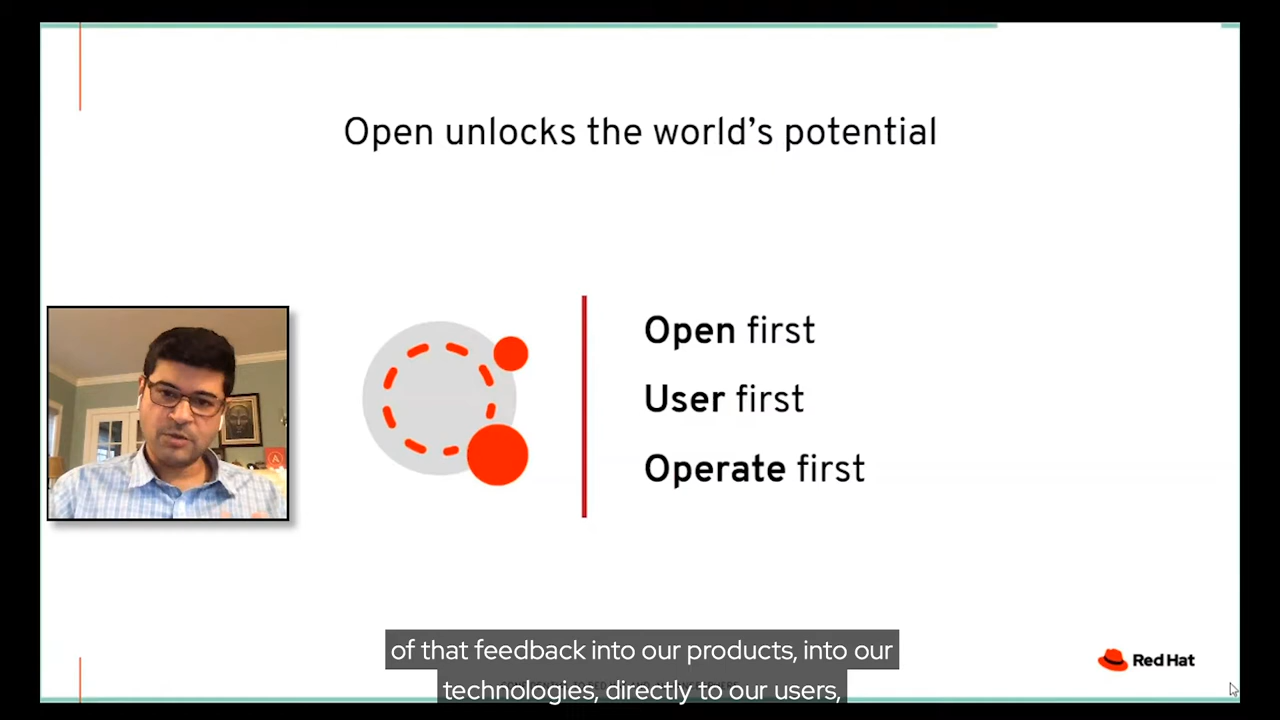 Open unlocks the world's potential
Open first
User first
Operate first
of that feedback into our products, into our
technologies, directly to our users,
Red Hat